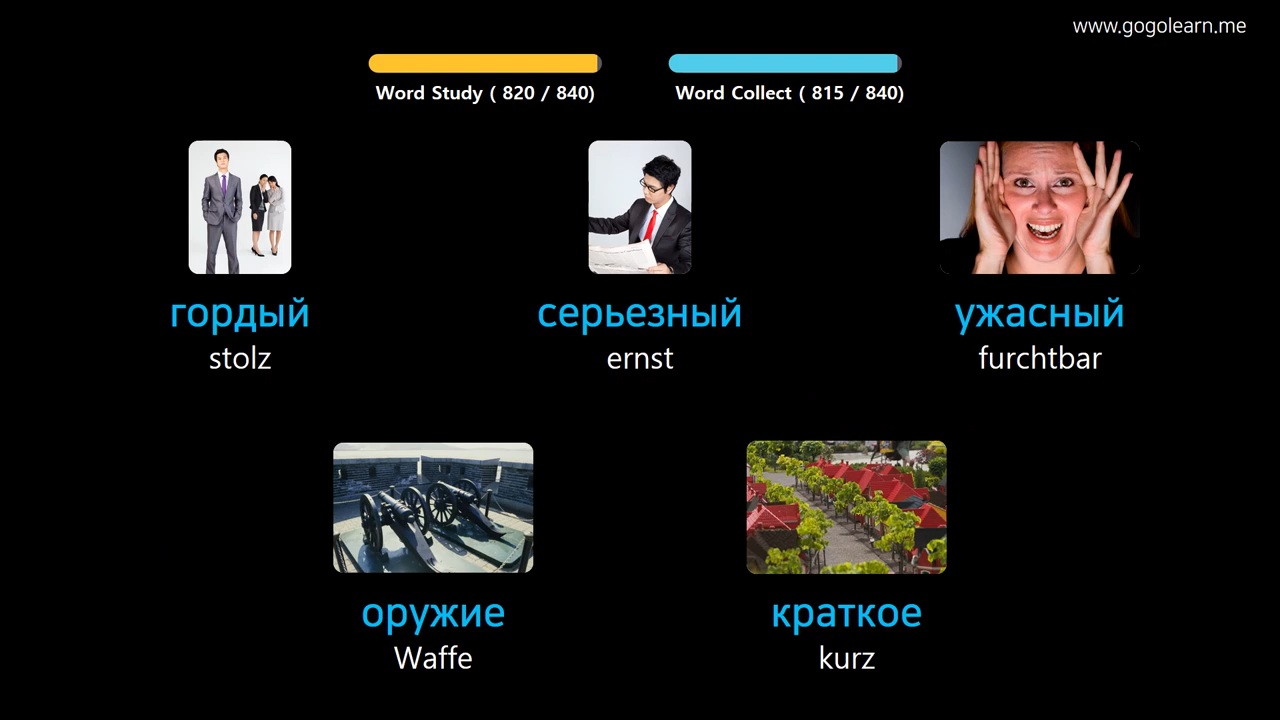 www.gogolearn.me
Word Study ( 820 / 840)
Word Collect ( 815 / 840)
гордый
stolz
серьезный
ernst
ужасный
furchtbar
оружие
Waffe
краткое
kurz